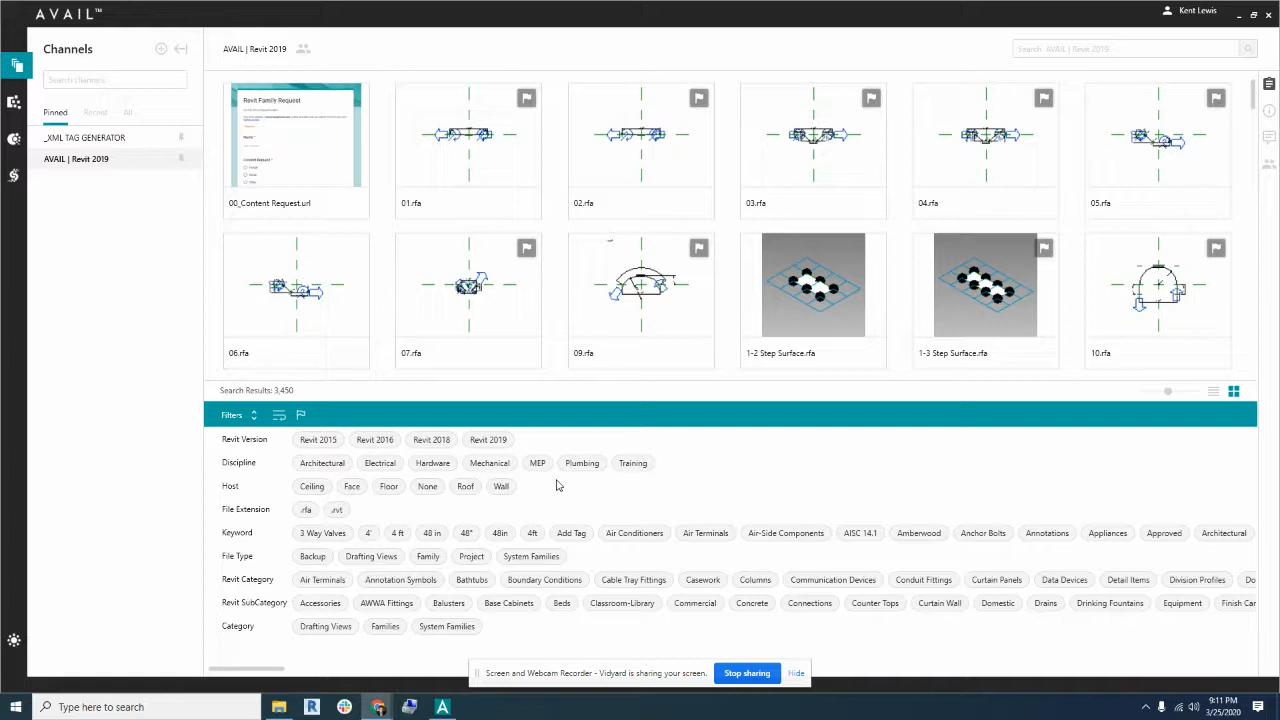 AVAIL™
Kent Lewis
Channels
AVAIL | Revit 2019
Search AVAIL | Revit 2019
Search channels
Pinned Recent All
_XML TAG GENERATOR
AVAIL | Revit 2019
Revit Family Request
Name
Content Request
00_Content Request.url
01.rfa
02.rfa
03.rfa
04.rfa
05.rfa
06.rfa
07.rfa
09.rfa
1-2 Step Surface.rfa
1-3 Step Surface.rfa
10.rfa
Search Results: 3,450
Filters
Revit Version Revit 2015 Revit 2016 Revit 2018 Revit 2019
Discipline Architectural Electrical Hardware Mechanical MEP Plumbing Training
Host Ceiling Face Floor None Roof Wall
File Extension .rfa .rvt
Keyword 3 Way Valves 4' 4 ft 48 in 48" 48in 4ft Add Tag Air Conditioners Air Terminals Air-Side Components AISC 14.1 Amberwood Anchor Bolts Annotations Appliances Approved Architectural
File Type Backup Drafting Views Family Project System Families
Revit Category Air Terminals Annotation Symbols Bathtubs Boundary Conditions Cable Tray Fittings Casework Columns Communication Devices Conduit Fittings Curtain Panels Data Devices Detail Items Division Profiles Do
Revit SubCategory Accessories AWWA Fittings Balusters Base Cabinets Beds Classroom-Library Commercial Concrete Connections Counter Tops Curtain Wall Domestic Drains Drinking Fountains Equipment Finish Car
Category Drafting Views Families System Families
Screen and Webcam Recorder - Vidyard is sharing your screen. Stop sharing Hide
Type here to search
9:11 PM
3/25/2020